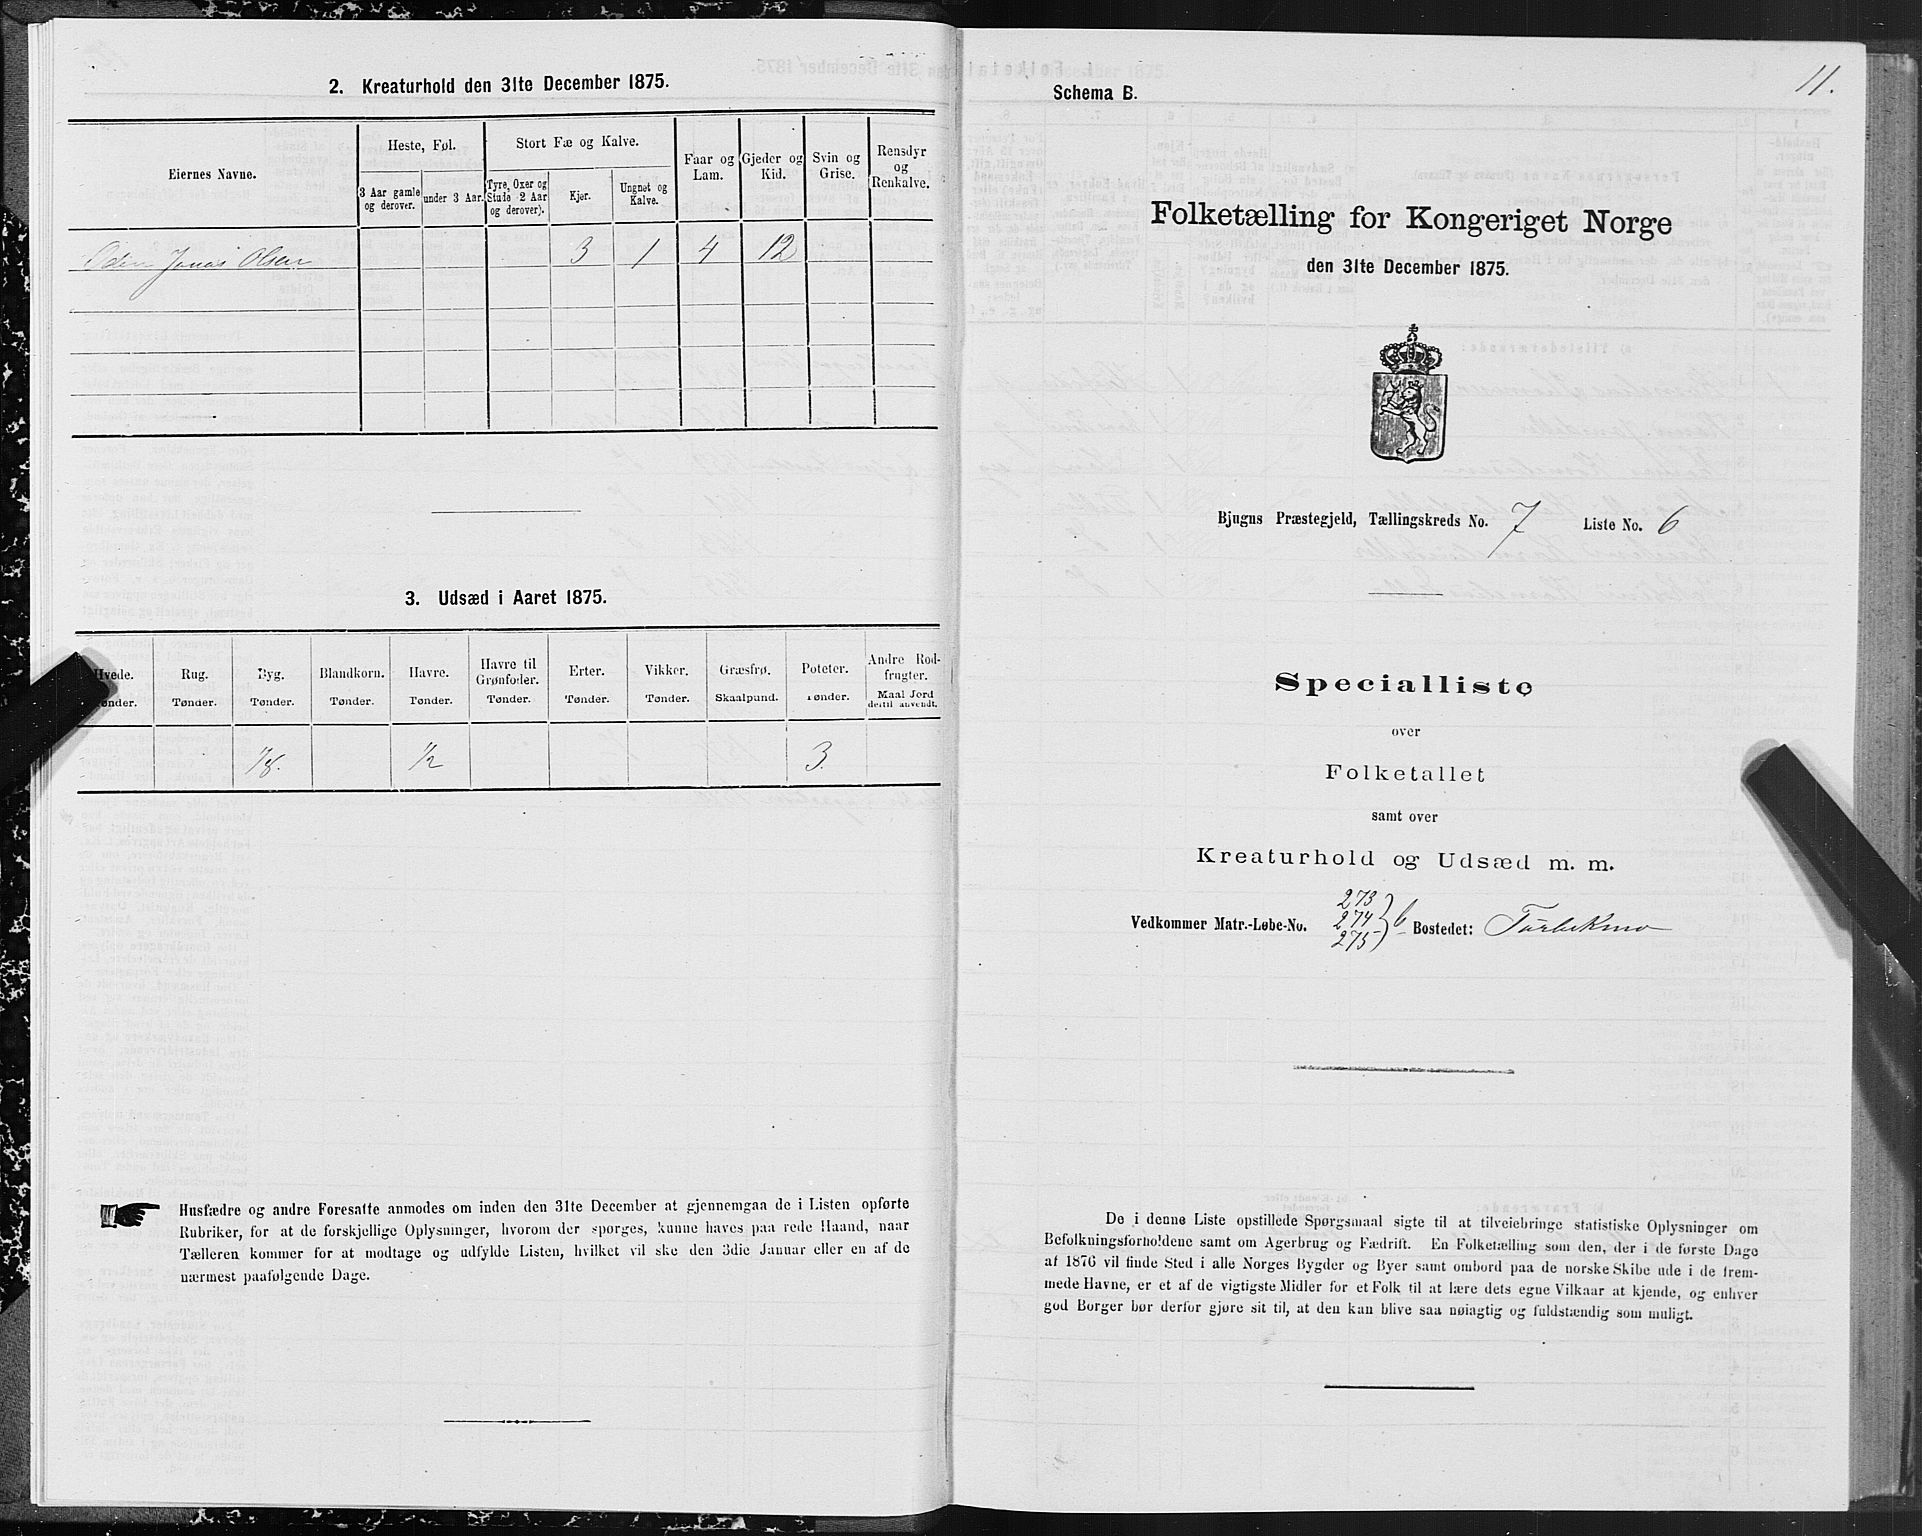 2. Kreaturhold den 31te December 1875.
Eiernes Navne.
Heste, Føl.
Stort Fæ og Kalve.
Faar og Lam.
Gjeder og Kid.
Svin og Grise.
Rensdyr og Renkalve.
3 Aar gamle og derover.
under 3 Aar.
Tyre, Oxer og Stude (2 Aar og derover).
Kjør.
Ungnøt og Kalve.
Oden Jonas Olsen 3 1 4 12
3. Udsæd i Aaret 1875.
Hvede. Rug. Byg. Blandkorn. Havre. Havre til Grønfoder. Erter. Vikker. Græsfrø. Poteter. Andre Rodfrugter.
Tønder. Tønder. Tønder. Tønder. Tønder. Tønder. Tønder. Tønder. Skaalpund. Tønder. Maal Jord dertil anvendt.
1/8. 1/2 3.
Husfædre og andre Foresatte anmodes om inden den 31te December at gjennemgaa de i Listen opførte
Rubriker, for at de forskjellige Oplysninger, hvorom der spørges, kunne haves paa rede Haand, naar
Tælleren kommer for at modtage og udfylde Listen, hvilket vil ske den 3die Januar eller en af de
nærmest paafølgende Dage.
11.
Schema B.
Folketælling for Kongeriget Norge
den 31te December 1875.
Bjugns Præstegjeld, Tællingskreds No. 7 Liste No. 6
Specialliste
over
Folketallet
samt over
Kreaturhold og Udsæd m. m.
273
Vedkommer Matr.-Løbe-No. 274 b Bostedet:
275
De i denne Liste opstillede Spørgsmaal sigte til at tilveiebringe statistiske Oplysninger om
Befolkningsforholdene samt om Agerbrug og Fædrift. En Folketælling som den, der i de første Dage
af 1876 vil finde Sted i alle Norges Bygder og Byer samt ombord paa de norske Skibe ude i de frem-
mede Havne, er et af de vigtigste Midler for et Folk til at lære dets egne Vilkaar at kjende, og enhver
god Borger bør derfor gjøre sit til, at den kan blive saa nøiagtig og fuldstændig som muligt.